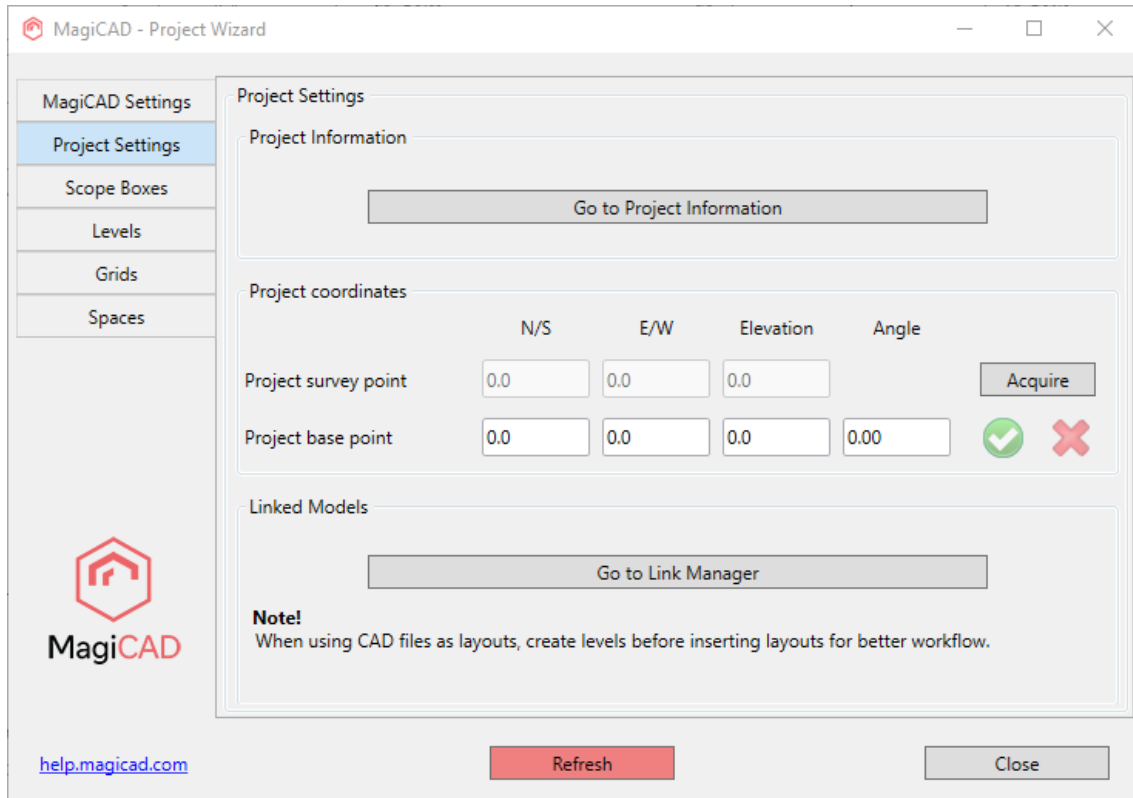 MagiCAD - Project Wizard
MagiCAD Settings
Project Settings
Scope Boxes
Levels
Grids
Spaces
Project Settings
Project Information
Go to Project Information
Project coordinates
N/S E/W Elevation Angle
Project survey point 0.0 0.0 0.0 Acquire
Project base point 0.0 0.0 0.0 0.00
Linked Models
Go to Link Manager
Note!
When using CAD files as layouts, create levels before inserting layouts for better workflow.
MagiCAD
help.magicad.com Refresh Close